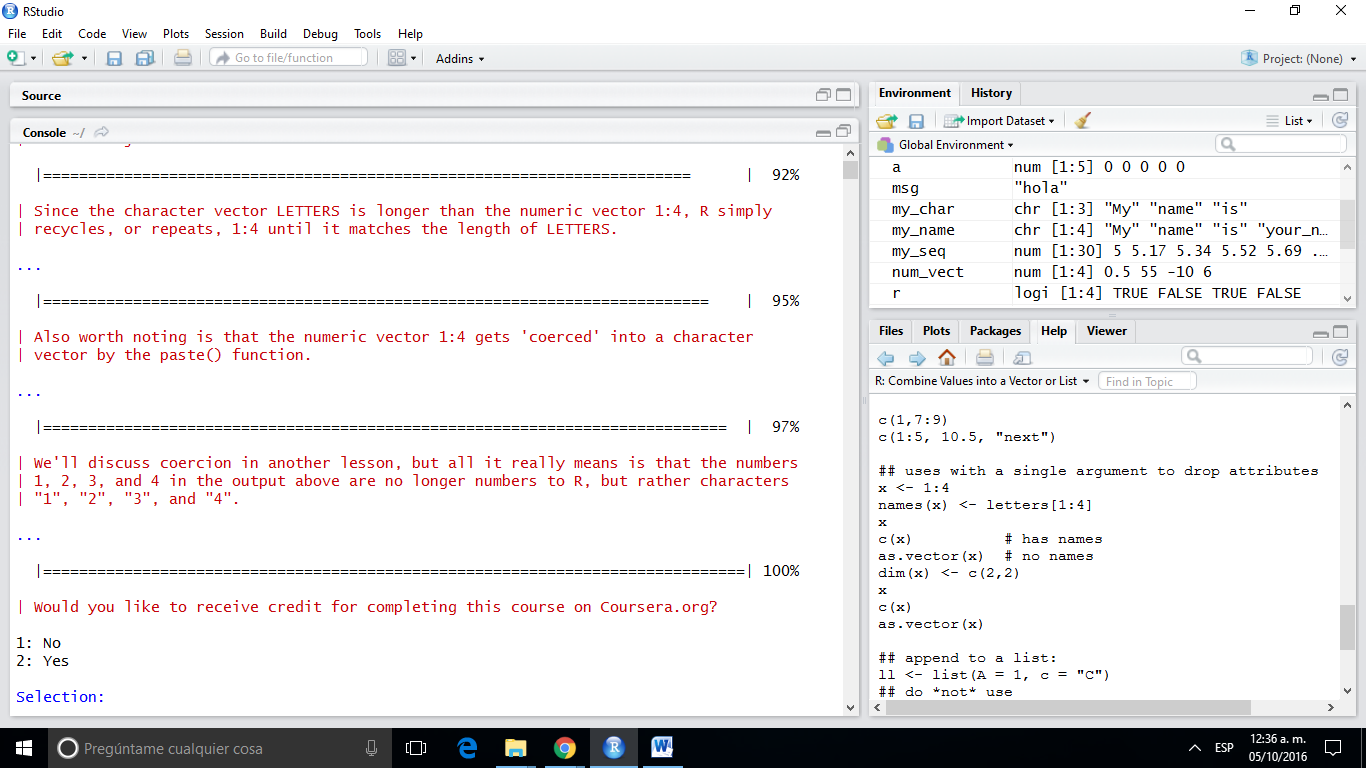 RStudio
File Edit Code View Plots Session Build Debug Tools Help
Go to file/function Addins Project: (None)
Source
Console ~/
|======================================================================== | 92%
| Since the character vector LETTERS is longer than the numeric vector 1:4, R simply
| recycles, or repeats, 1:4 until it matches the length of LETTERS.
...
|========================================================================== | 95%
| Also worth noting is that the numeric vector 1:4 gets 'coerced' into a character
| vector by the paste() function.
...
|============================================================================ | 97%
| We'll discuss coercion in another lesson, but all it really means is that the numbers
| 1, 2, 3, and 4 in the output above are no longer numbers to R, but rather characters
| "1", "2", "3", and "4".
...
|==============================================================================| 100%
| Would you like to receive credit for completing this course on Coursera.org?
1: No
2: Yes
Selection:
Environment History
Import Dataset List
Global Environment
a num [1:5] 0 0 0 0 0
msg "hola"
my_char chr [1:3] "My" "name" "is"
my_name chr [1:4] "My" "name" "is" "your_n…
my_seq num [1:30] 5 5.17 5.34 5.52 5.69 .…
num_vect num [1:4] 0.5 55 -10 6
r logi [1:4] TRUE FALSE TRUE FALSE
Files Plots Packages Help Viewer
R: Combine Values into a Vector or List Find in Topic
c(1,7:9)
c(1:5, 10.5, "next")
## uses with a single argument to drop attributes
x <- 1:4
names(x) <- letters[1:4]
x
c(x) # has names
as.vector(x) # no names
dim(x) <- c(2,2)
x
c(x)
as.vector(x)
## append to a list:
ll <- list(A = 1, c = "C")
## do *not* use
Pregúntame cualquier cosa
ESP
12:36 a. m.
05/10/2016